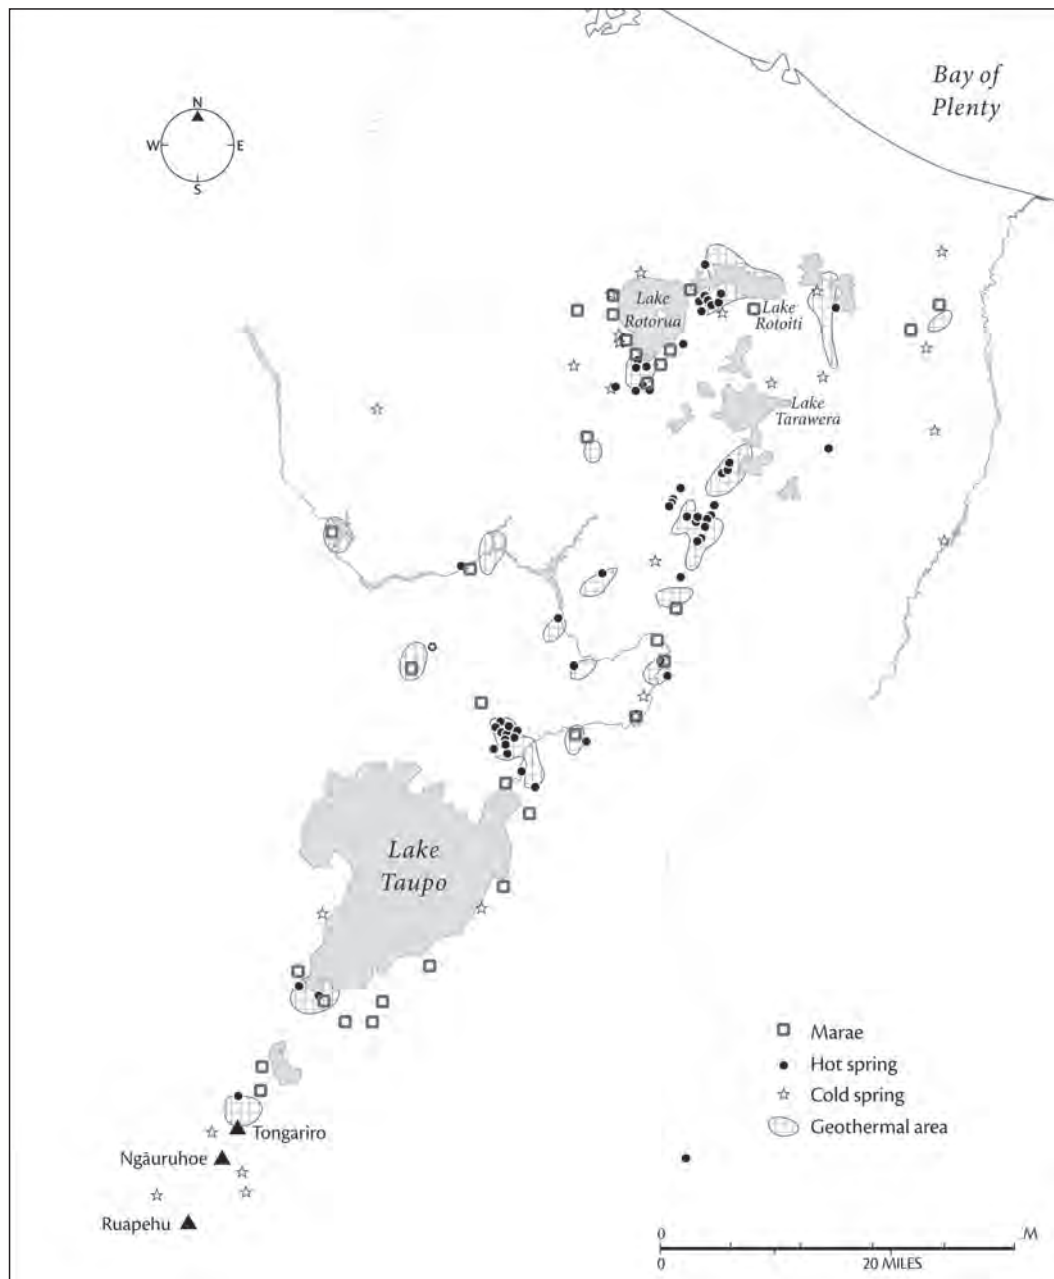 Bay of
Plenty
N
W
E
S
Lake
Rotorua
Lake
Rotoiti
Lake
Tarawera
Lake
Taupo
Marae
Hot spring
Cold spring
Geothermal area
Tongariro
Ngāuruhoe
Ruapehu
0
M
0
20 MILES